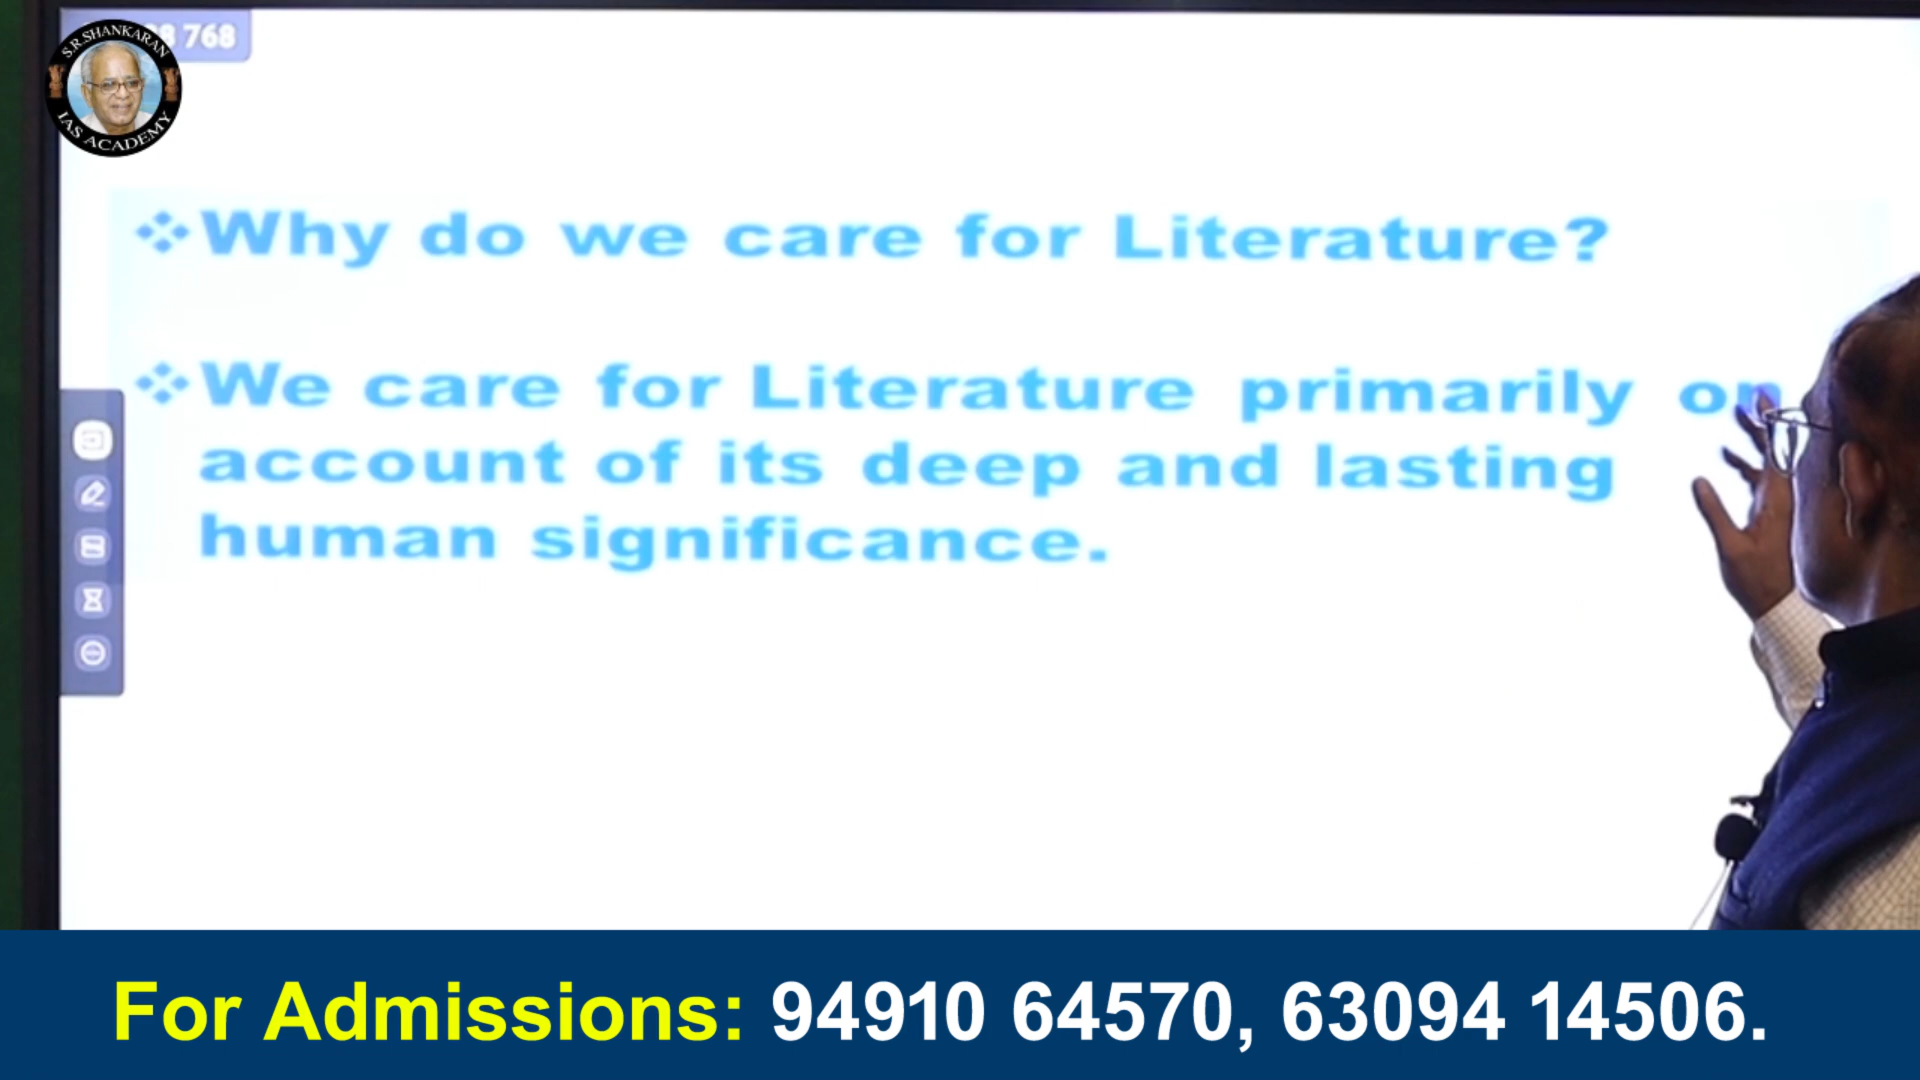 S.R.SHANKARAN
IAS ACADEMY
768
❖Why do we care for Literature?
❖We care for Literature primarily on
account of its deep and lasting
human significance.
For Admissions: 94910 64570, 63094 14506.